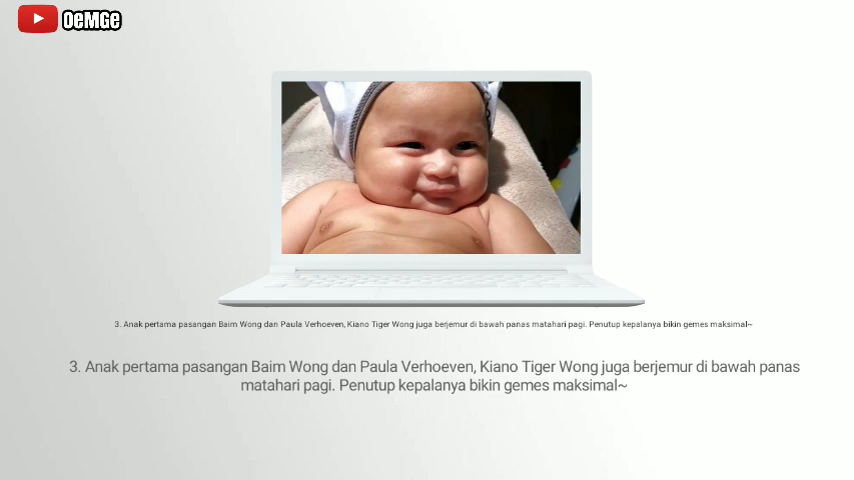 OeMGe
3. Anak pertama pasangan Baim Wong dan Paula Verhoeven, Kiano Tiger Wong juga berjemur di bawah panas matahari pagi. Penutup kepalanya bikin gemes maksimal~
3. Anak pertama pasangan Baim Wong dan Paula Verhoeven, Kiano Tiger Wong juga berjemur di bawah panas
matahari pagi. Penutup kepalanya bikin gemes maksimal~